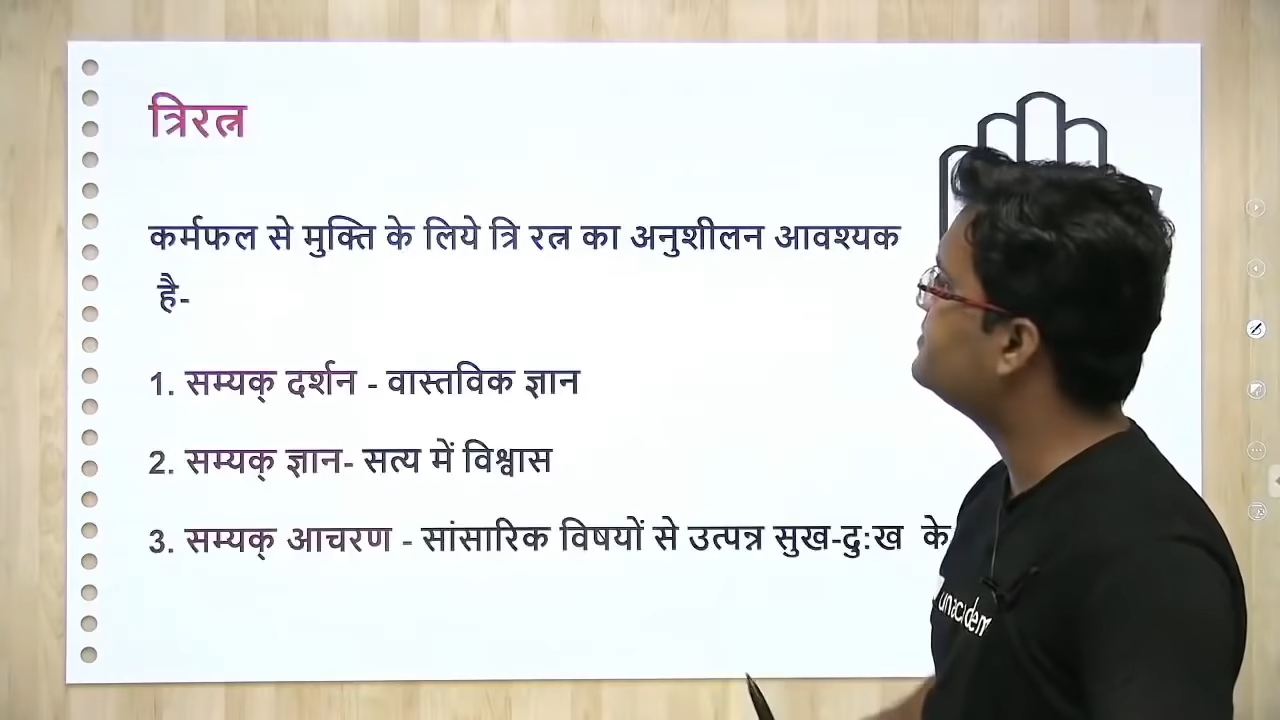 त्रिरत्न
कर्मफल से मुक्ति के लिये त्रि रत्न का अनुशीलन आवश्यक
है-
1. सम्यक् दर्शन - वास्तविक ज्ञान
2. सम्यक् ज्ञान- सत्य में विश्वास
3. सम्यक् आचरण - सांसारिक विषयों से उत्पन्न सुख-दुःख के